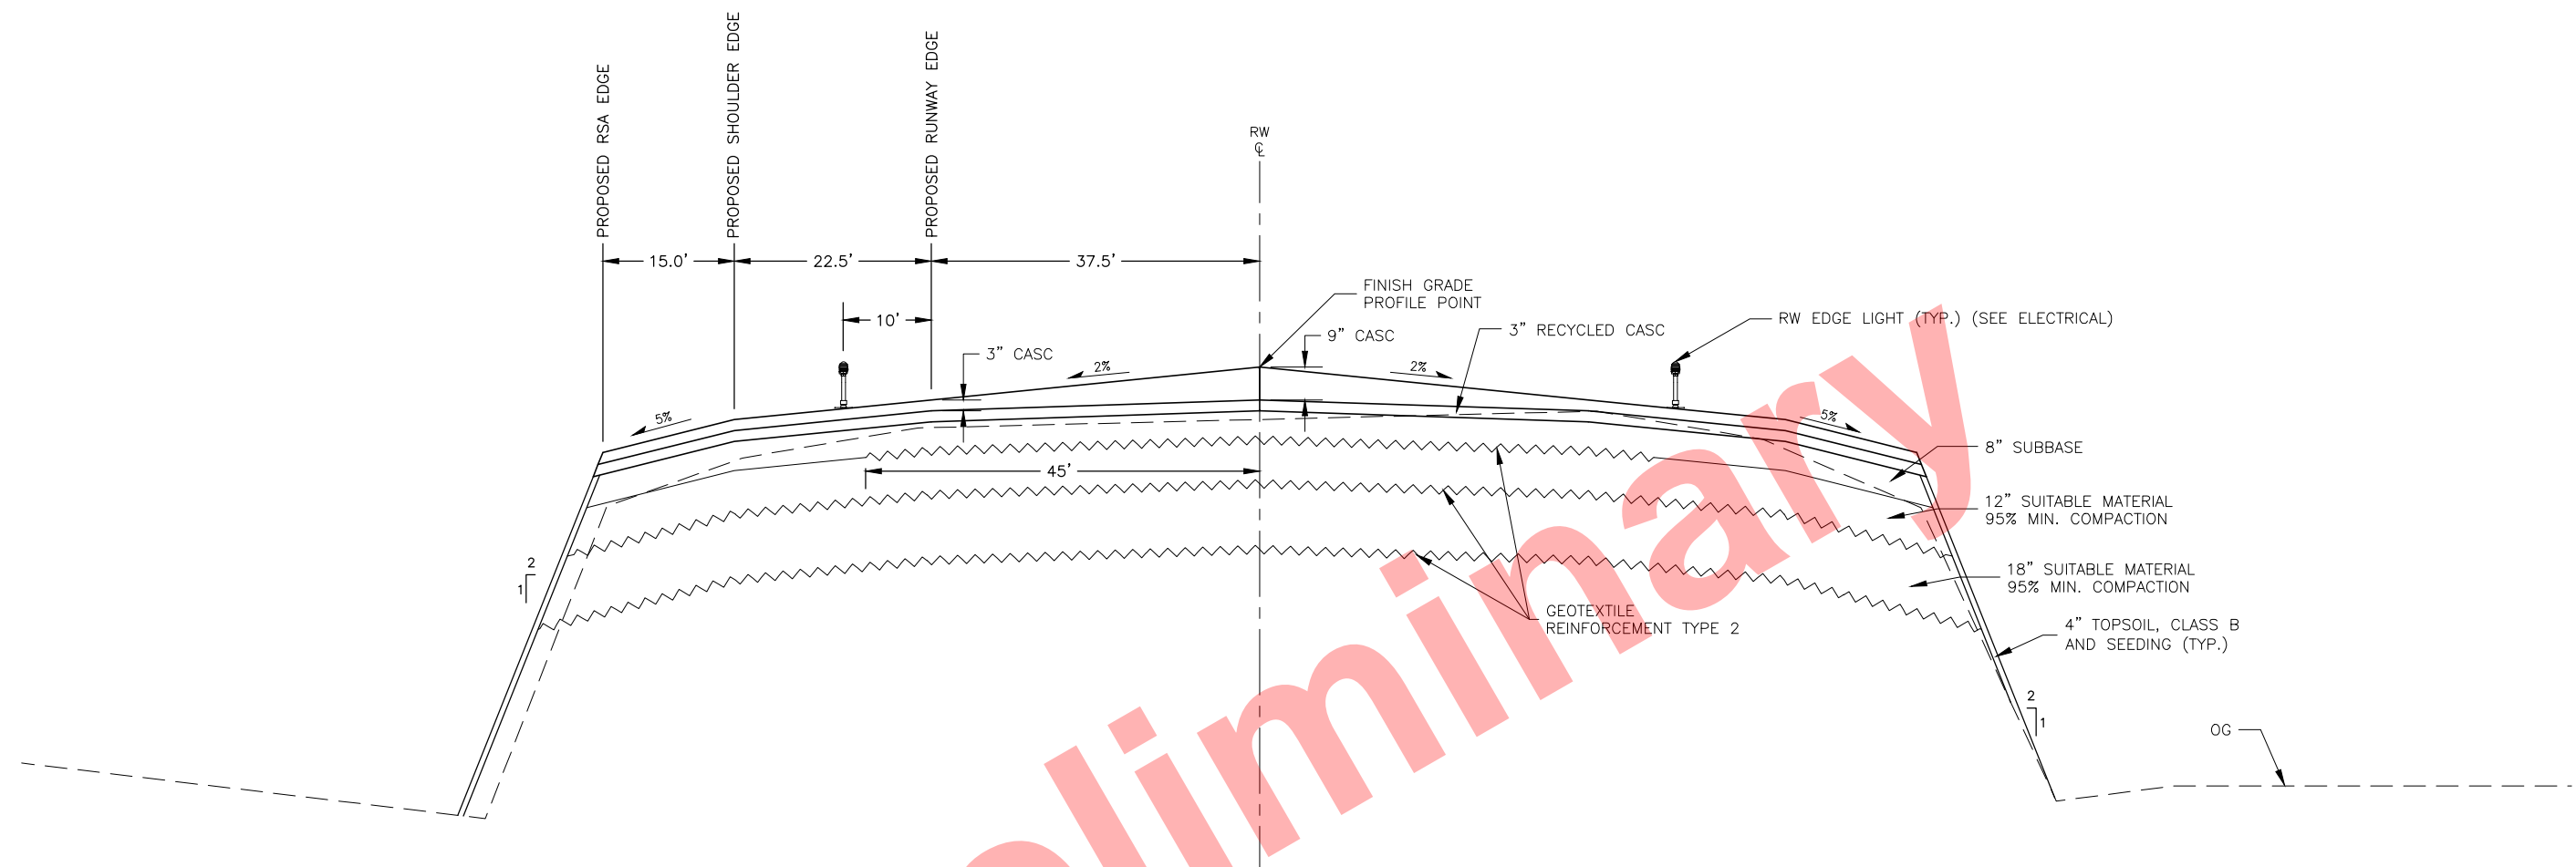 PROPOSED RSA EDGE
PROPOSED SHOULDER EDGE
PROPOSED RUNWAY EDGE
RW
℄
15.0'
22.5'
37.5'
10'
FINISH GRADE
PROFILE POINT
RW EDGE LIGHT (TYP.) (SEE ELECTRICAL)
3" RECYCLED CASC
9" CASC
3" CASC
2%
2%
5%
5%
8" SUBBASE
45'
12" SUITABLE MATERIAL
95% MIN. COMPACTION
2
1
18" SUITABLE MATERIAL
95% MIN. COMPACTION
GEOTEXTILE
REINFORCEMENT TYPE 2
4" TOPSOIL, CLASS B
AND SEEDING (TYP.)
2
1
OG
liminary